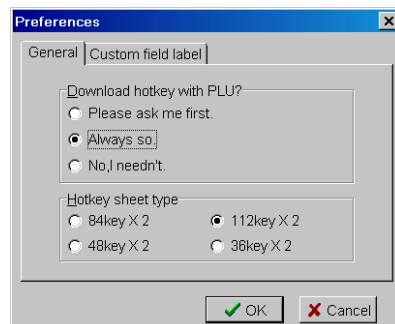 Preferences
General Custom field label
Download hotkey with PLU?
Please ask me first.
Always so.
No,I needn't.
Hotkey sheet type
84key X 2 112key X 2
48key X 2 36key X 2
OK Cancel